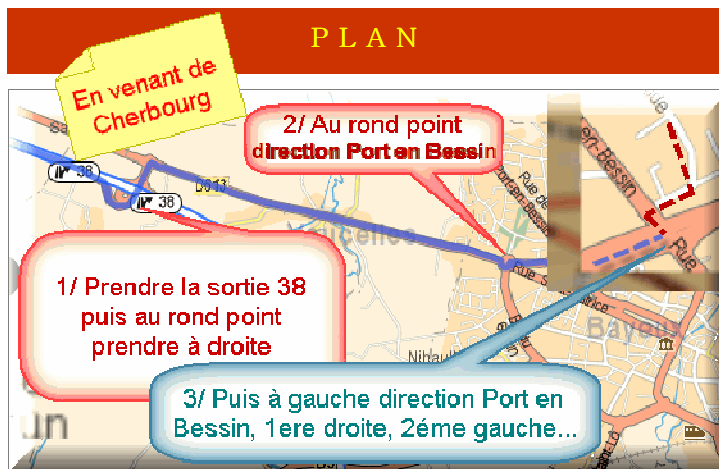 PLAN
En venant de
Cherbourg
2/ Au rond point
direction Port en Bessin
38
D613
38
1/ Prendre la sortie 38
puis au rond point
prendre à droite
Bayeux
3/ Puis à gauche direction Port en
Bessin, 1ere droite, 2éme gauche...